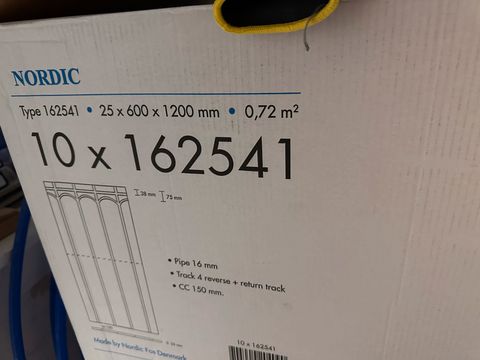 NORDIC
Type 162541 • 25 x 600 x 1200 mm • 0,72 m²
10 x 162541
38 mm 75 mm
• Pipe 16 mm
• Track 4 reverse + return track
• CC 150 mm.
Made by Nordic Fox Denmark
10 x 162541